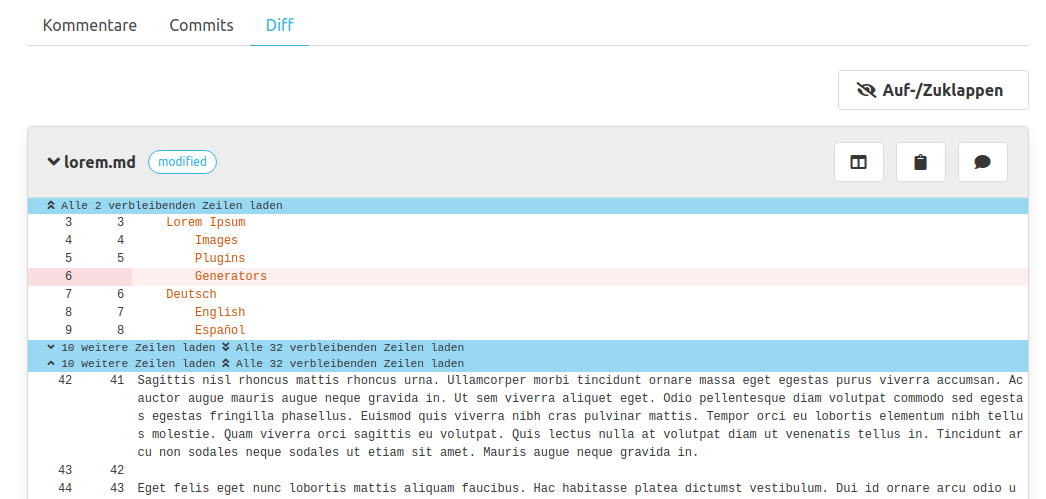 Kommentare Commits Diff
Auf-/Zuklappen
lorem.md modified
Alle 2 verbleibenden Zeilen laden
3 3 Lorem Ipsum
4 4 Images
5 5 Plugins
6 Generators
7 6 Deutsch
8 7 English
9 8 Español
10 weitere Zeilen laden Alle 32 verbleibenden Zeilen laden
10 weitere Zeilen laden Alle 32 verbleibenden Zeilen laden
42 41 Sagittis nisl rhoncus mattis rhoncus urna. Ullamcorper morbi tincidunt ornare massa eget egestas purus viverra accumsan. Ac
auctor augue mauris augue neque gravida in. Ut sem viverra aliquet eget. Odio pellentesque diam volutpat commodo sed egesta
s egestas fringilla phasellus. Euismod quis viverra nibh cras pulvinar mattis. Tempor orci eu lobortis elementum nibh tellu
s molestie. Quam viverra orci sagittis eu volutpat. Quis lectus nulla at volutpat diam ut venenatis tellus in. Tincidunt ar
cu non sodales neque sodales ut etiam sit amet. Mauris augue neque gravida in.
43 42
44 43 Eget felis eget nunc lobortis mattis aliquam faucibus. Hac habitasse platea dictumst vestibulum. Dui id ornare arcu odio u